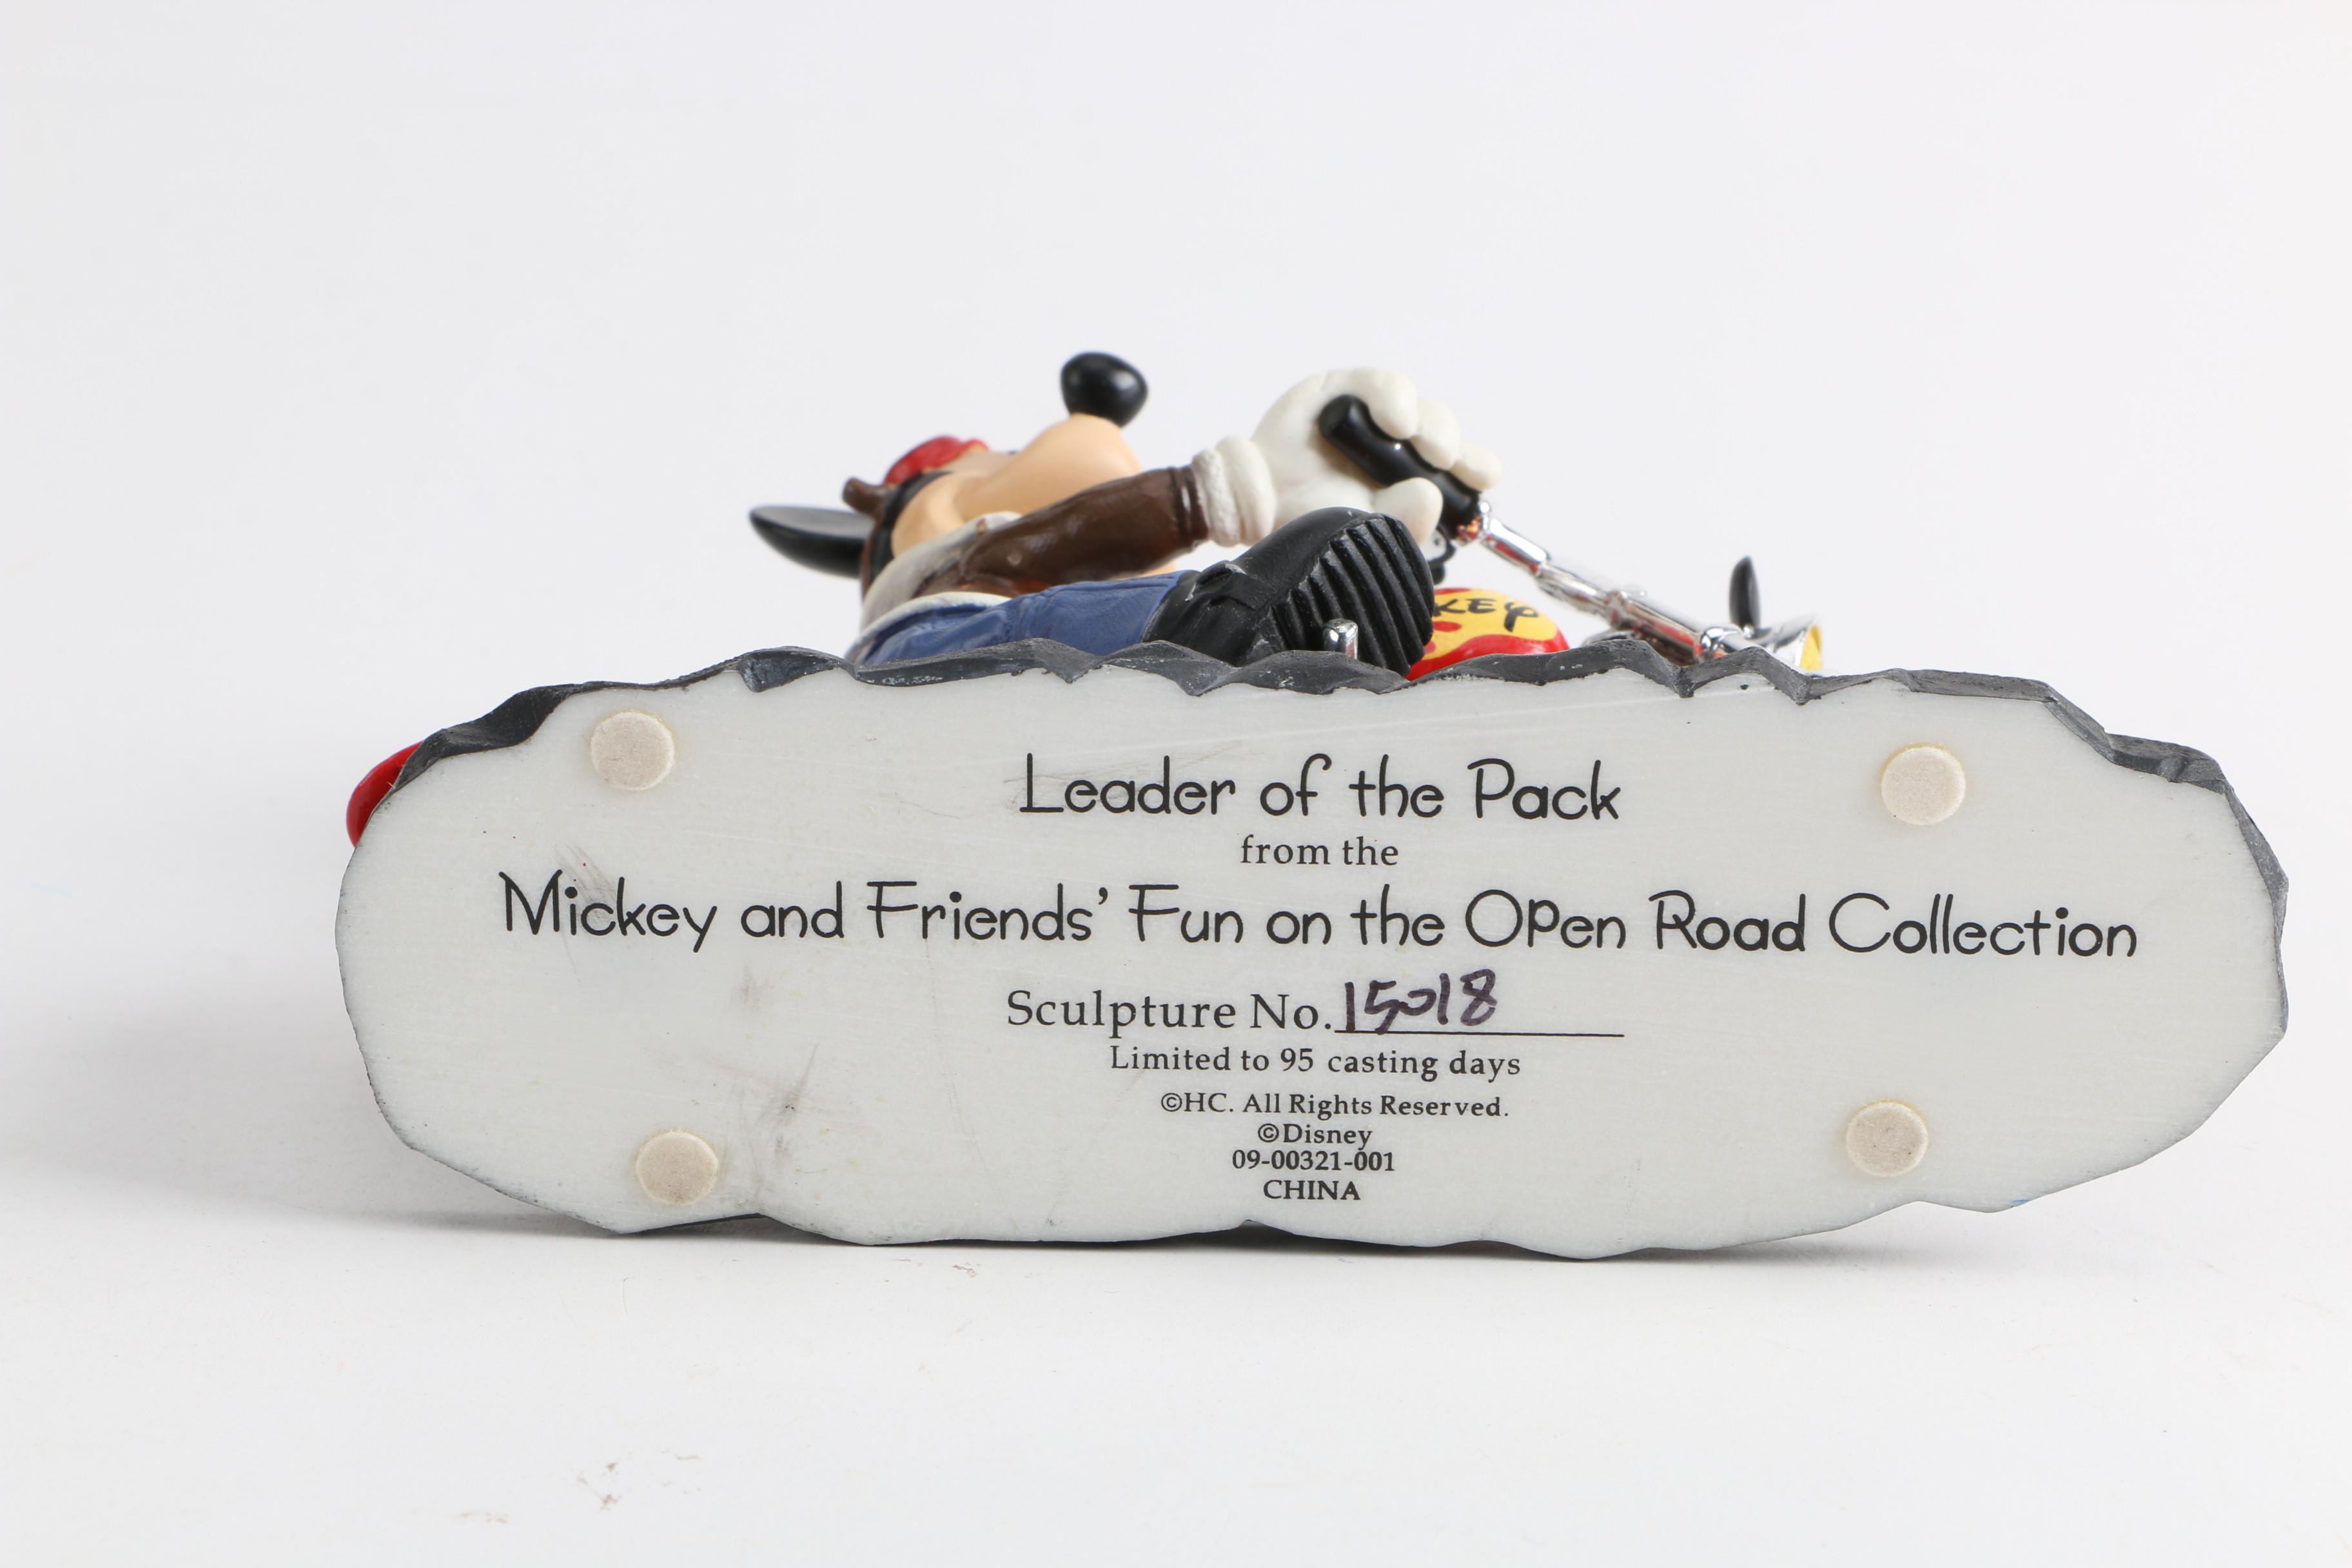 KEY
Leader of the Pack
from the
Mickey and Friends' Fun on the Open Road Collection
Sculpture No. 15018
Limited to 95 casting days
©HC. All Rights Reserved.
©Disney
09-00321-001
CHINA